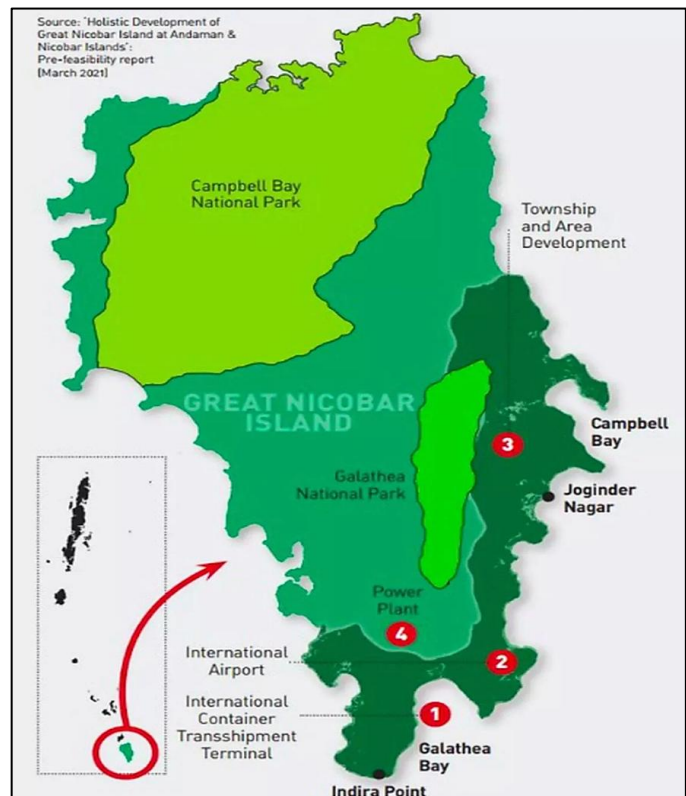 Source: 'Holistic Development of
Great Nicobar Island at Andaman &
Nicobar Islands':
Pre-feasibility report
(March 2021)
Campbell Bay
National Park
Township
and Area
Development
GREAT NICOBAR
ISLAND
Campbell
Bay
3
Galathea
National Park
Joginder
Nagar
Power
Plant
4
International
Airport
2
International
Container
Transshipment
Terminal
1
Galathea
Bay
Indira Point